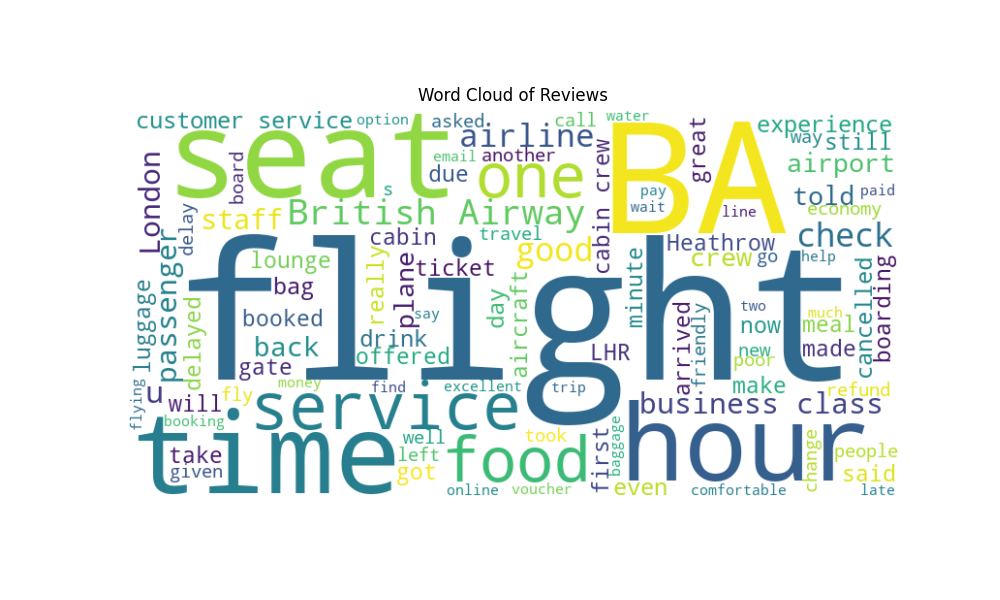 Word Cloud of Reviews
customer service
option
asked
call
water
seat
airline
BA
great
experience
way
still
London
board
email
another
due
one
cabin crew
airport
s
pay
told
paid
delay
staff
British Airway
wait
line
economy
passenger
cabin
travel
good
Heathrow
check
lounge
really
plane
ticket
crew
go
help
flight
luggage
bag
day
aircraft
minute
cancelled
boarding
delayed
booked
say
drink
two
much
back
offered
LHR
arrived
friendly
now
meal
gate
new
made
poor
flying
u
money
find
excellent
trip
make
refund
will
fly
service
business class
booking
time
well
took
hour
take
left
food
first
baggage
change
people
given
got
said
online
voucher
even
comfortable
late